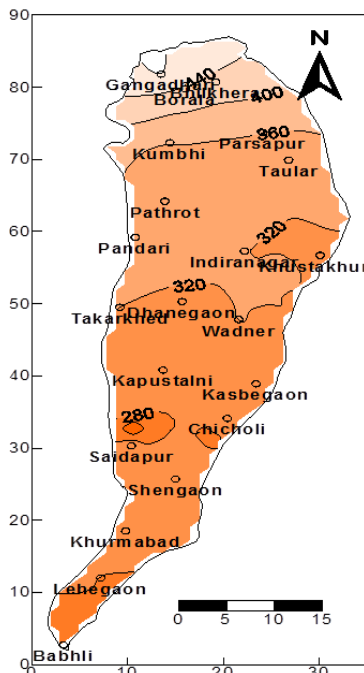 90
N
440
Gangadhari
Bhukhera
Borala
80
400
360
Parsapur
Kumbhi
70
Taular
Pathrot
320
60
Pandari
Indiranagar
Khustakhur
320
50
Dhanegaon
Takarkhed
Wadner
40
Kapustalni
Kasbegaon
280
Chicholi
30
Saidapur
Shengaon
20
Khurmabad
10
Lehegaon
0 5 10 15
Babhli
0
0 10 20 30